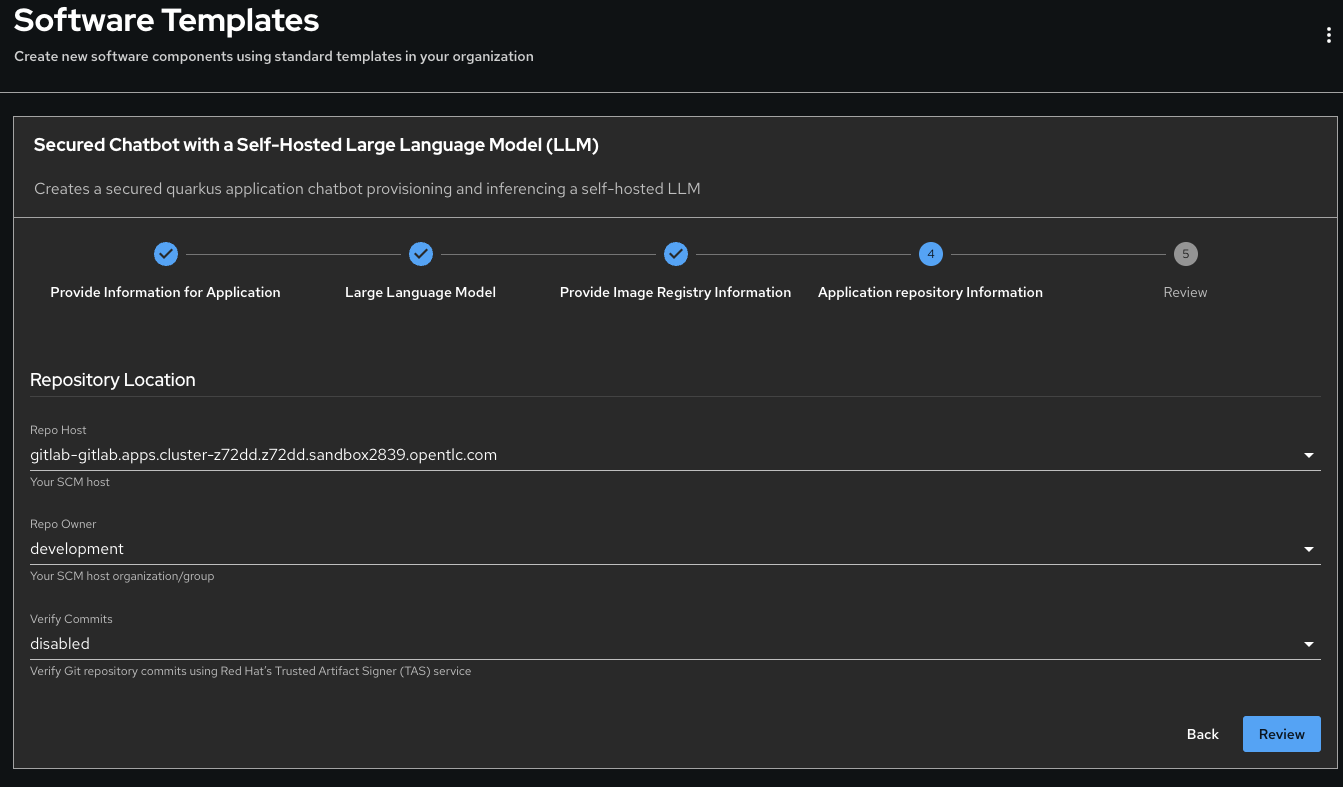 Software Templates
Create new software components using standard templates in your organization
Secured Chatbot with a Self-Hosted Large Language Model (LLM)
Creates a secured quarkus application chatbot provisioning and inferencing a self-hosted LLM
4
5
Provide Information for Application
Large Language Model
Provide Image Registry Information
Application repository Information
Review
Repository Location
Repo Host
gitlab-gitlab.apps.cluster-z72dd.z72dd.sandbox2839.opentlc.com
Your SCM host
Repo Owner
development
Your SCM host organization/group
Verify Commits
disabled
Verify Git repository commits using Red Hat's Trusted Artifact Signer (TAS) service
Back
Review